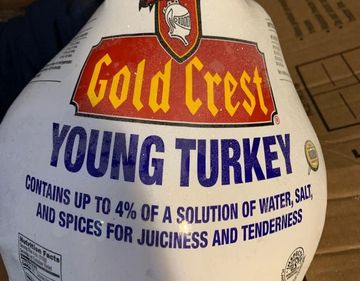 Gold Crest
YOUNG TURKEY
CONTAINS UP TO 4% OF A SOLUTION OF WATER, SALT,
AND SPICES FOR JUICINESS AND TENDERNESS
Nutrition Facts